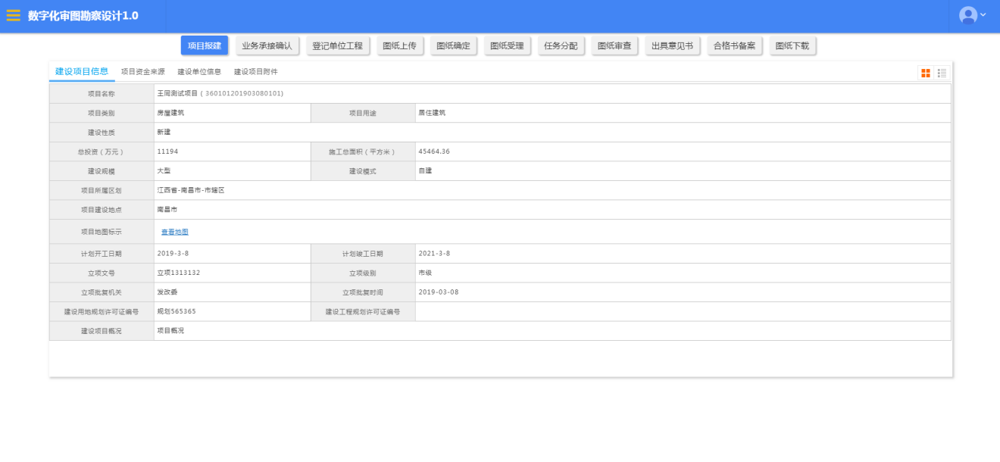 数字化审图勘察设计1.0
项目报建 业务承接确认 登记单位工程 图纸上传 图纸确定 图纸受理 任务分配 图纸审查 出具意见书 合格书备案 图纸下载
建设项目信息 项目资金来源 建设单位信息 建设项目附件
项目名称 王同测试项目(360101201903080101)
项目类别 房屋建筑 项目用途 居住建筑
建设性质 新建
总投资(万元) 11194 施工总面积(平方米) 45464.36
建设规模 大型 建设模式 自建
项目所属区划 江西省-南昌市-市辖区
项目建设地点 南昌市
项目地图标示 查看地图
计划开工日期 2019-3-8 计划竣工日期 2021-3-8
立项文号 立项1313132 立项级别 市级
立项批复机关 发改委 立项批复时间 2019-03-08
建设用地规划许可证编号 规划565365 建设工程规划许可证编号
建设项目概况 项目概况